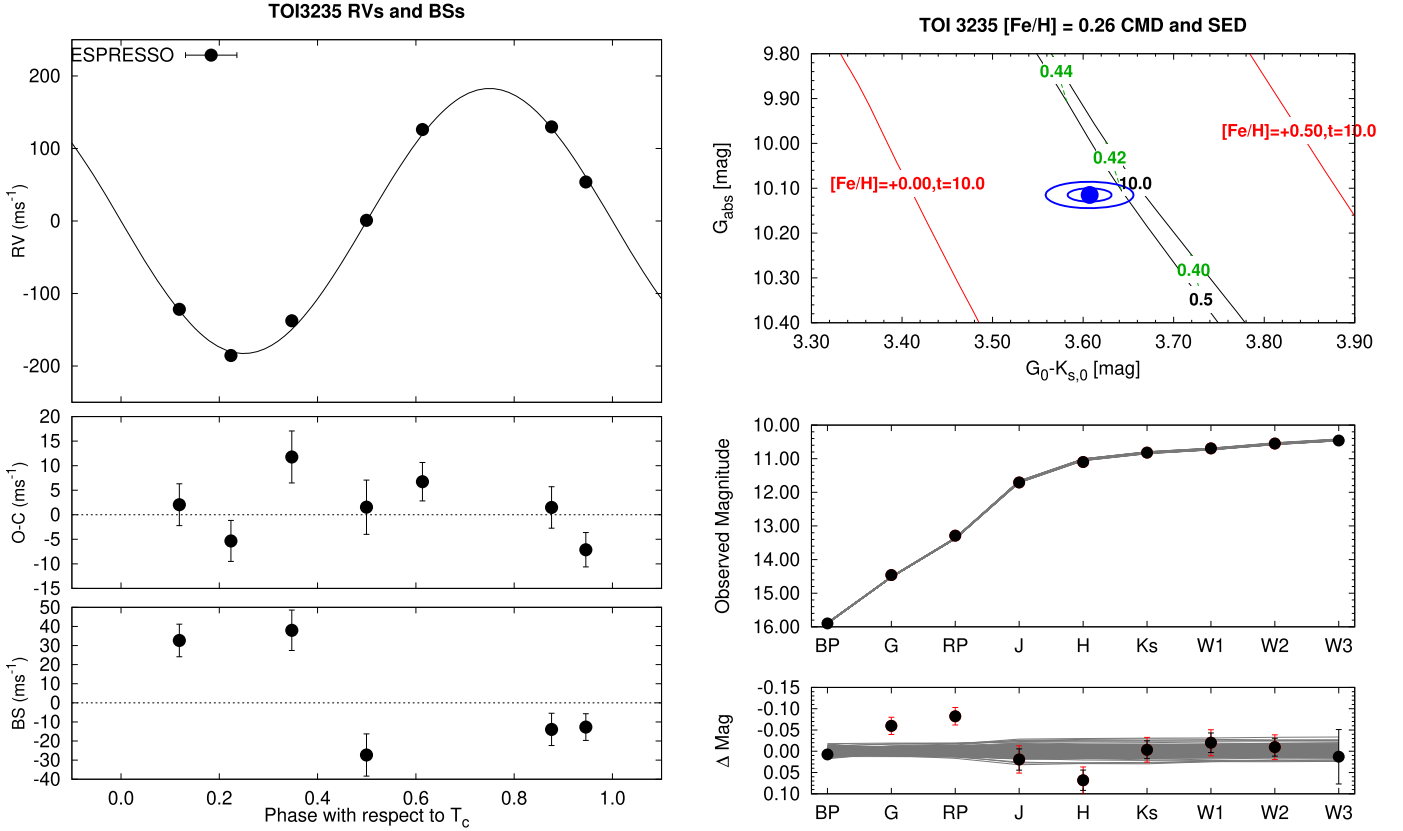 TOI3235 RVs and BSs
ESPRESSO
200
100
0
-100
-200
RV (ms-1)
20
15
10
5
0
-5
-10
-15
O-C (ms-1)
50
40
30
20
10
0
-10
-20
-30
-40
BS (ms-1)
0.0 0.2 0.4 0.6 0.8 1.0
Phase with respect to Tc
TOI 3235 [Fe/H] = 0.26 CMD and SED
9.80
9.90
10.00
10.10
10.20
10.30
10.40
Gabs [mag]
0.44
[Fe/H]=+0.50,t=10.0
0.42
[Fe/H]=+0.00,t=10.0
10.0
0.40
0.5
3.30 3.40 3.50 3.60 3.70 3.80 3.90
G0-Ks,0 [mag]
10.00
11.00
12.00
13.00
14.00
15.00
16.00
Observed Magnitude
BP G RP J H Ks W1 W2 W3
-0.15
-0.10
-0.05
0.00
0.05
0.10
Δ Mag
BP G RP J H Ks W1 W2 W3